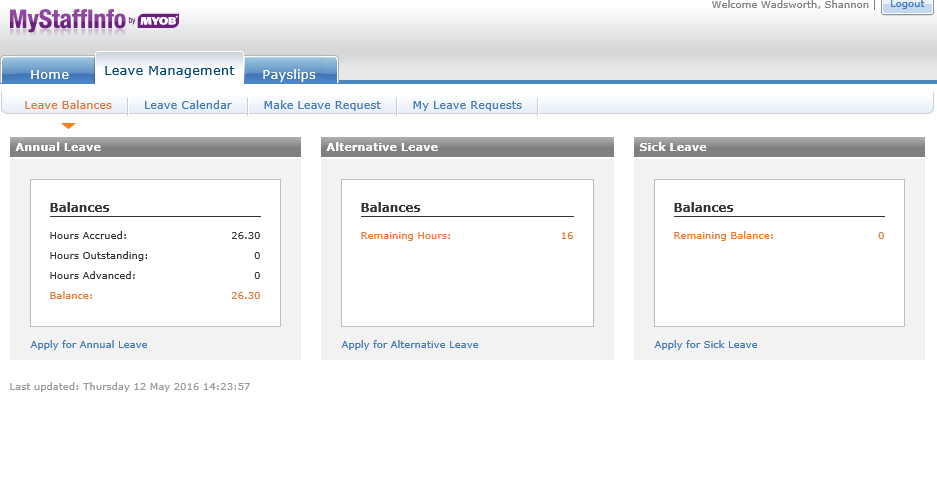 Welcome Wadsworth, Shannon | Logout
MyStaffInfo by MYOB
Home Leave Management Payslips
Leave Balances Leave Calendar Make Leave Request My Leave Requests
Annual Leave
Balances
Hours Accrued: 26.30
Hours Outstanding: 0
Hours Advanced: 0
Balance: 26.30
Apply for Annual Leave
Alternative Leave
Balances
Remaining Hours: 16
Apply for Alternative Leave
Sick Leave
Balances
Remaining Balance: 0
Apply for Sick Leave
Last updated: Thursday 12 May 2016 14:23:57